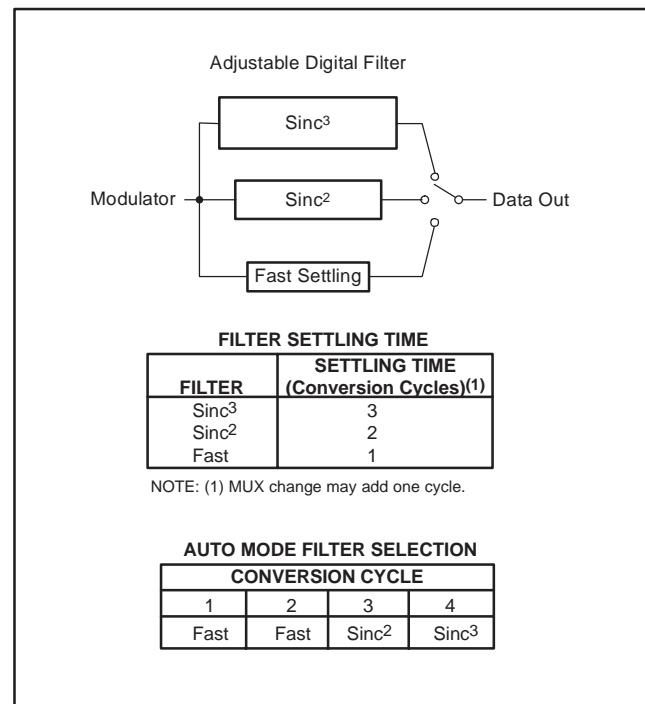 Adjustable Digital Filter
Sinc3
Modulator
Sinc2
Data Out
Fast Settling
FILTER SETTLING TIME
FILTER
SETTLING TIME
(Conversion Cycles)(1)
Sinc3 3
Sinc2 2
Fast 1
NOTE: (1) MUX change may add one cycle.
AUTO MODE FILTER SELECTION
CONVERSION CYCLE
1 2 3 4
Fast Fast Sinc2 Sinc3